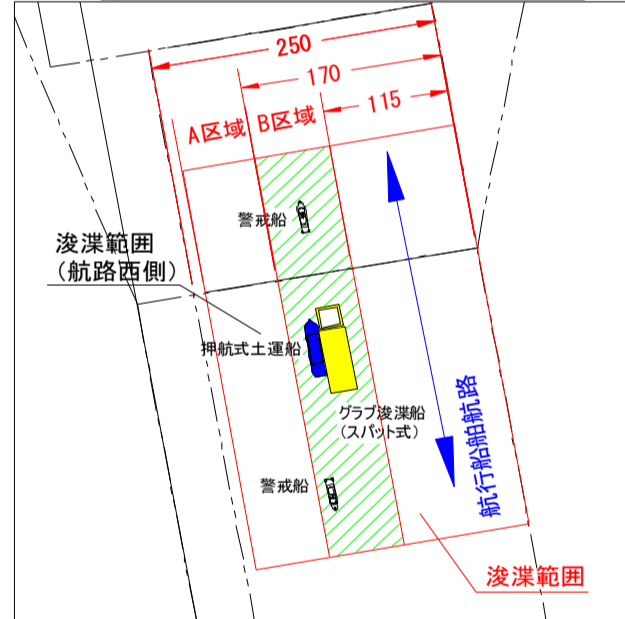 250
170
115
A区域
B区域
警戒船
浚渫範囲
(航路西側)
押航式土運船
グラブ浚渫船
(スパット式)
航行船舶航路
警戒船
浚渫範囲